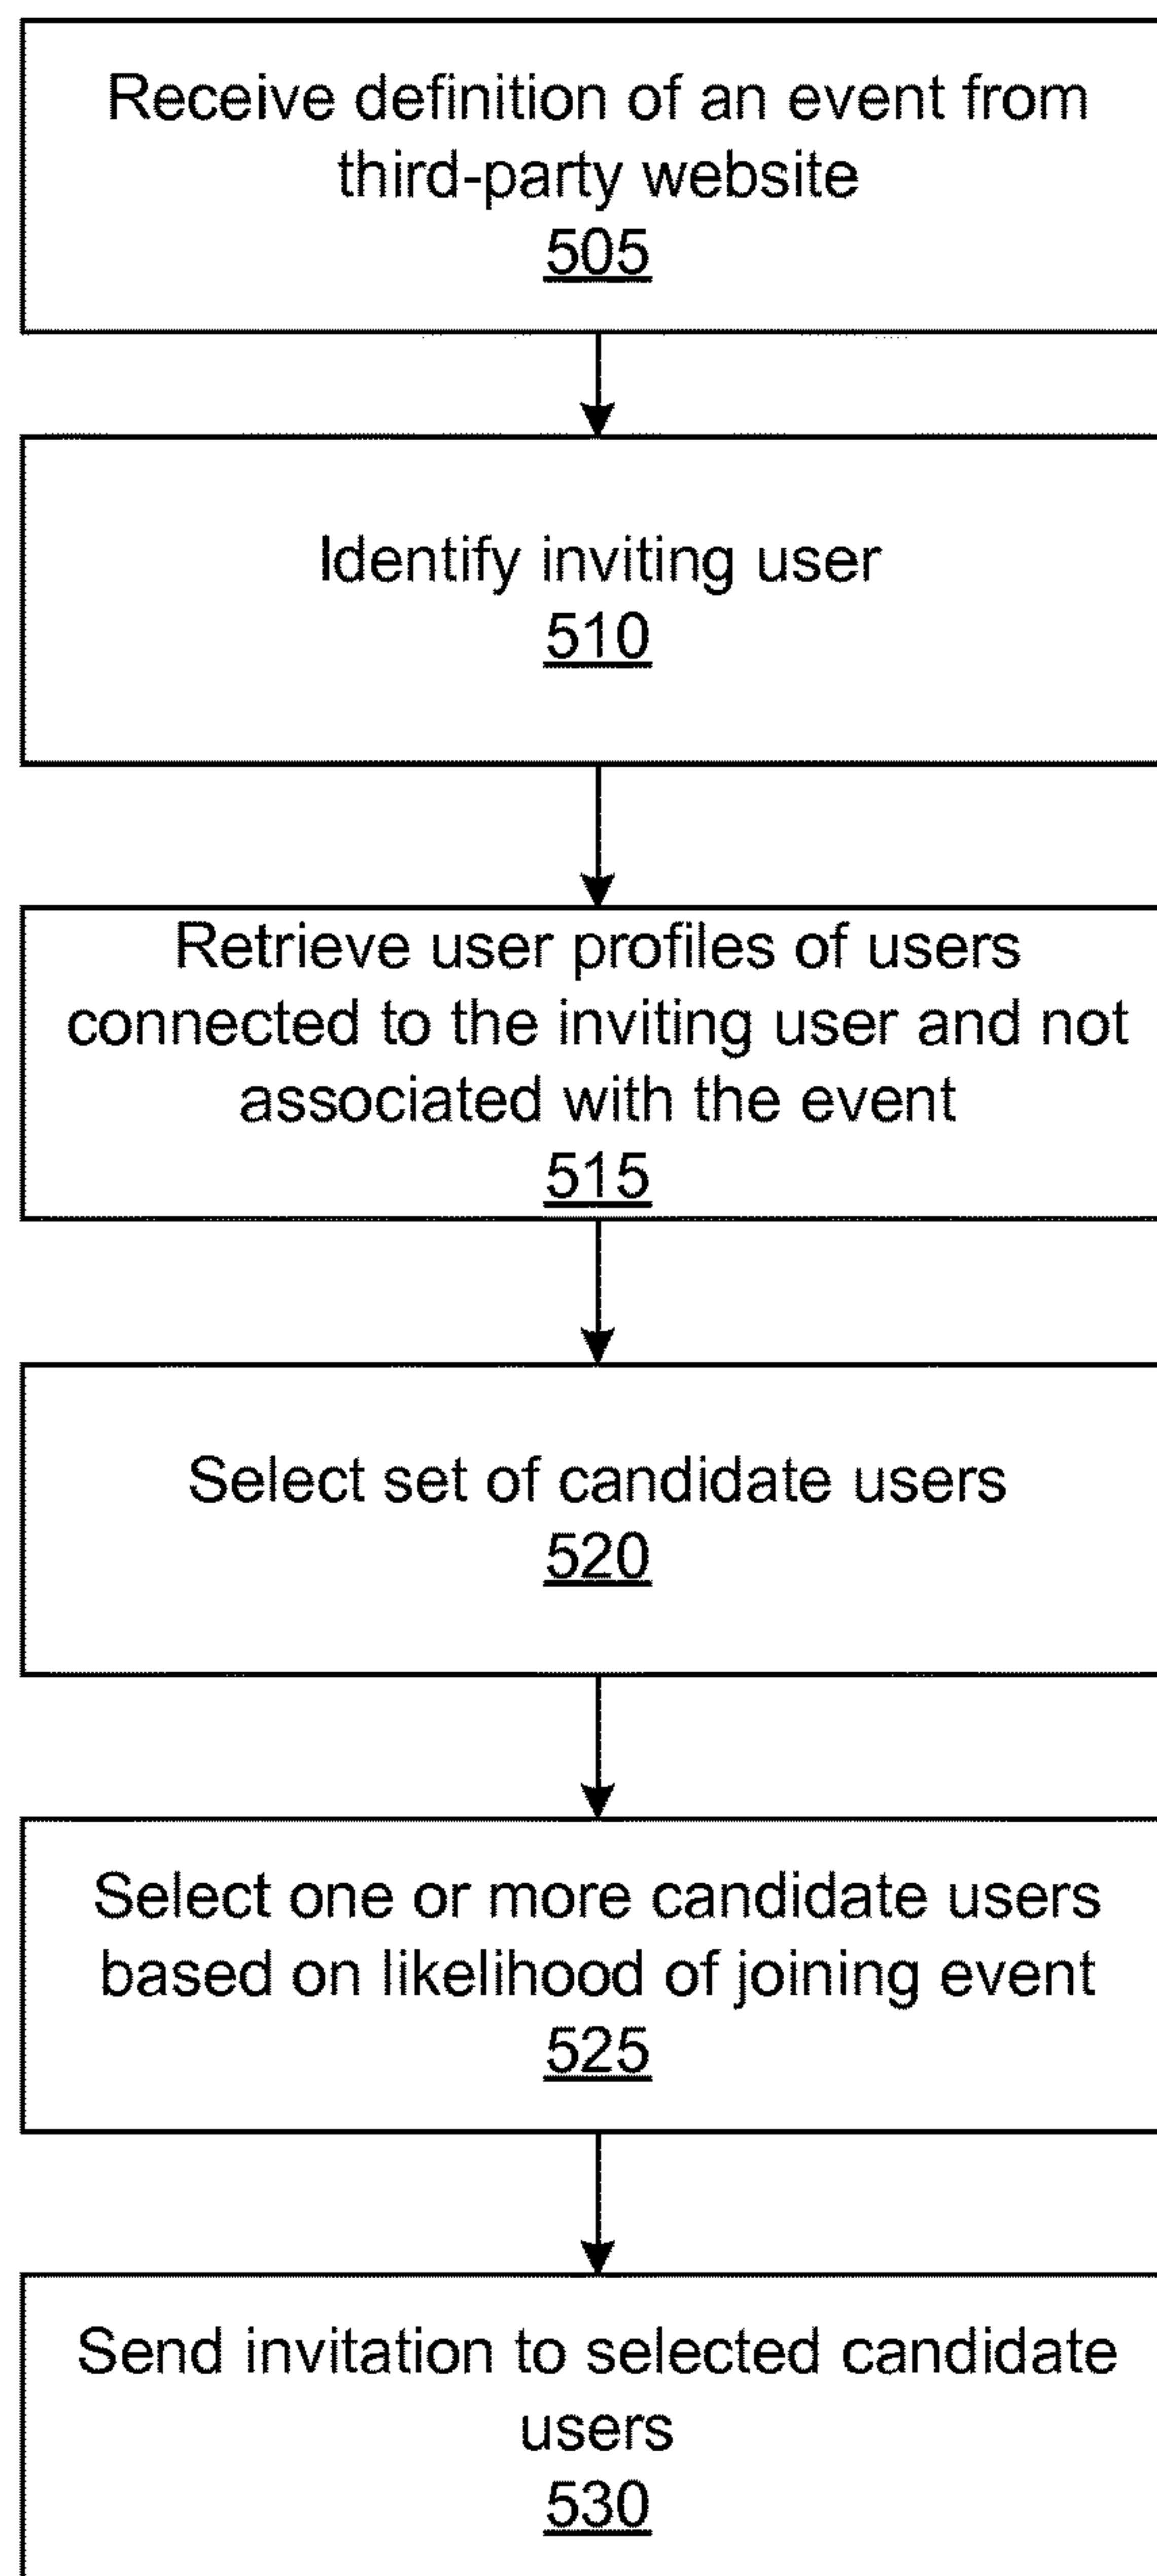 Receive definition of an event from
third-party website
505
Identify inviting user
510
Retrieve user profiles of users
connected to the inviting user and not
associated with the event
515
Select set of candidate users
520
Select one or more candidate users
based on likelihood of joining event
525
Send invitation to selected candidate
users
530